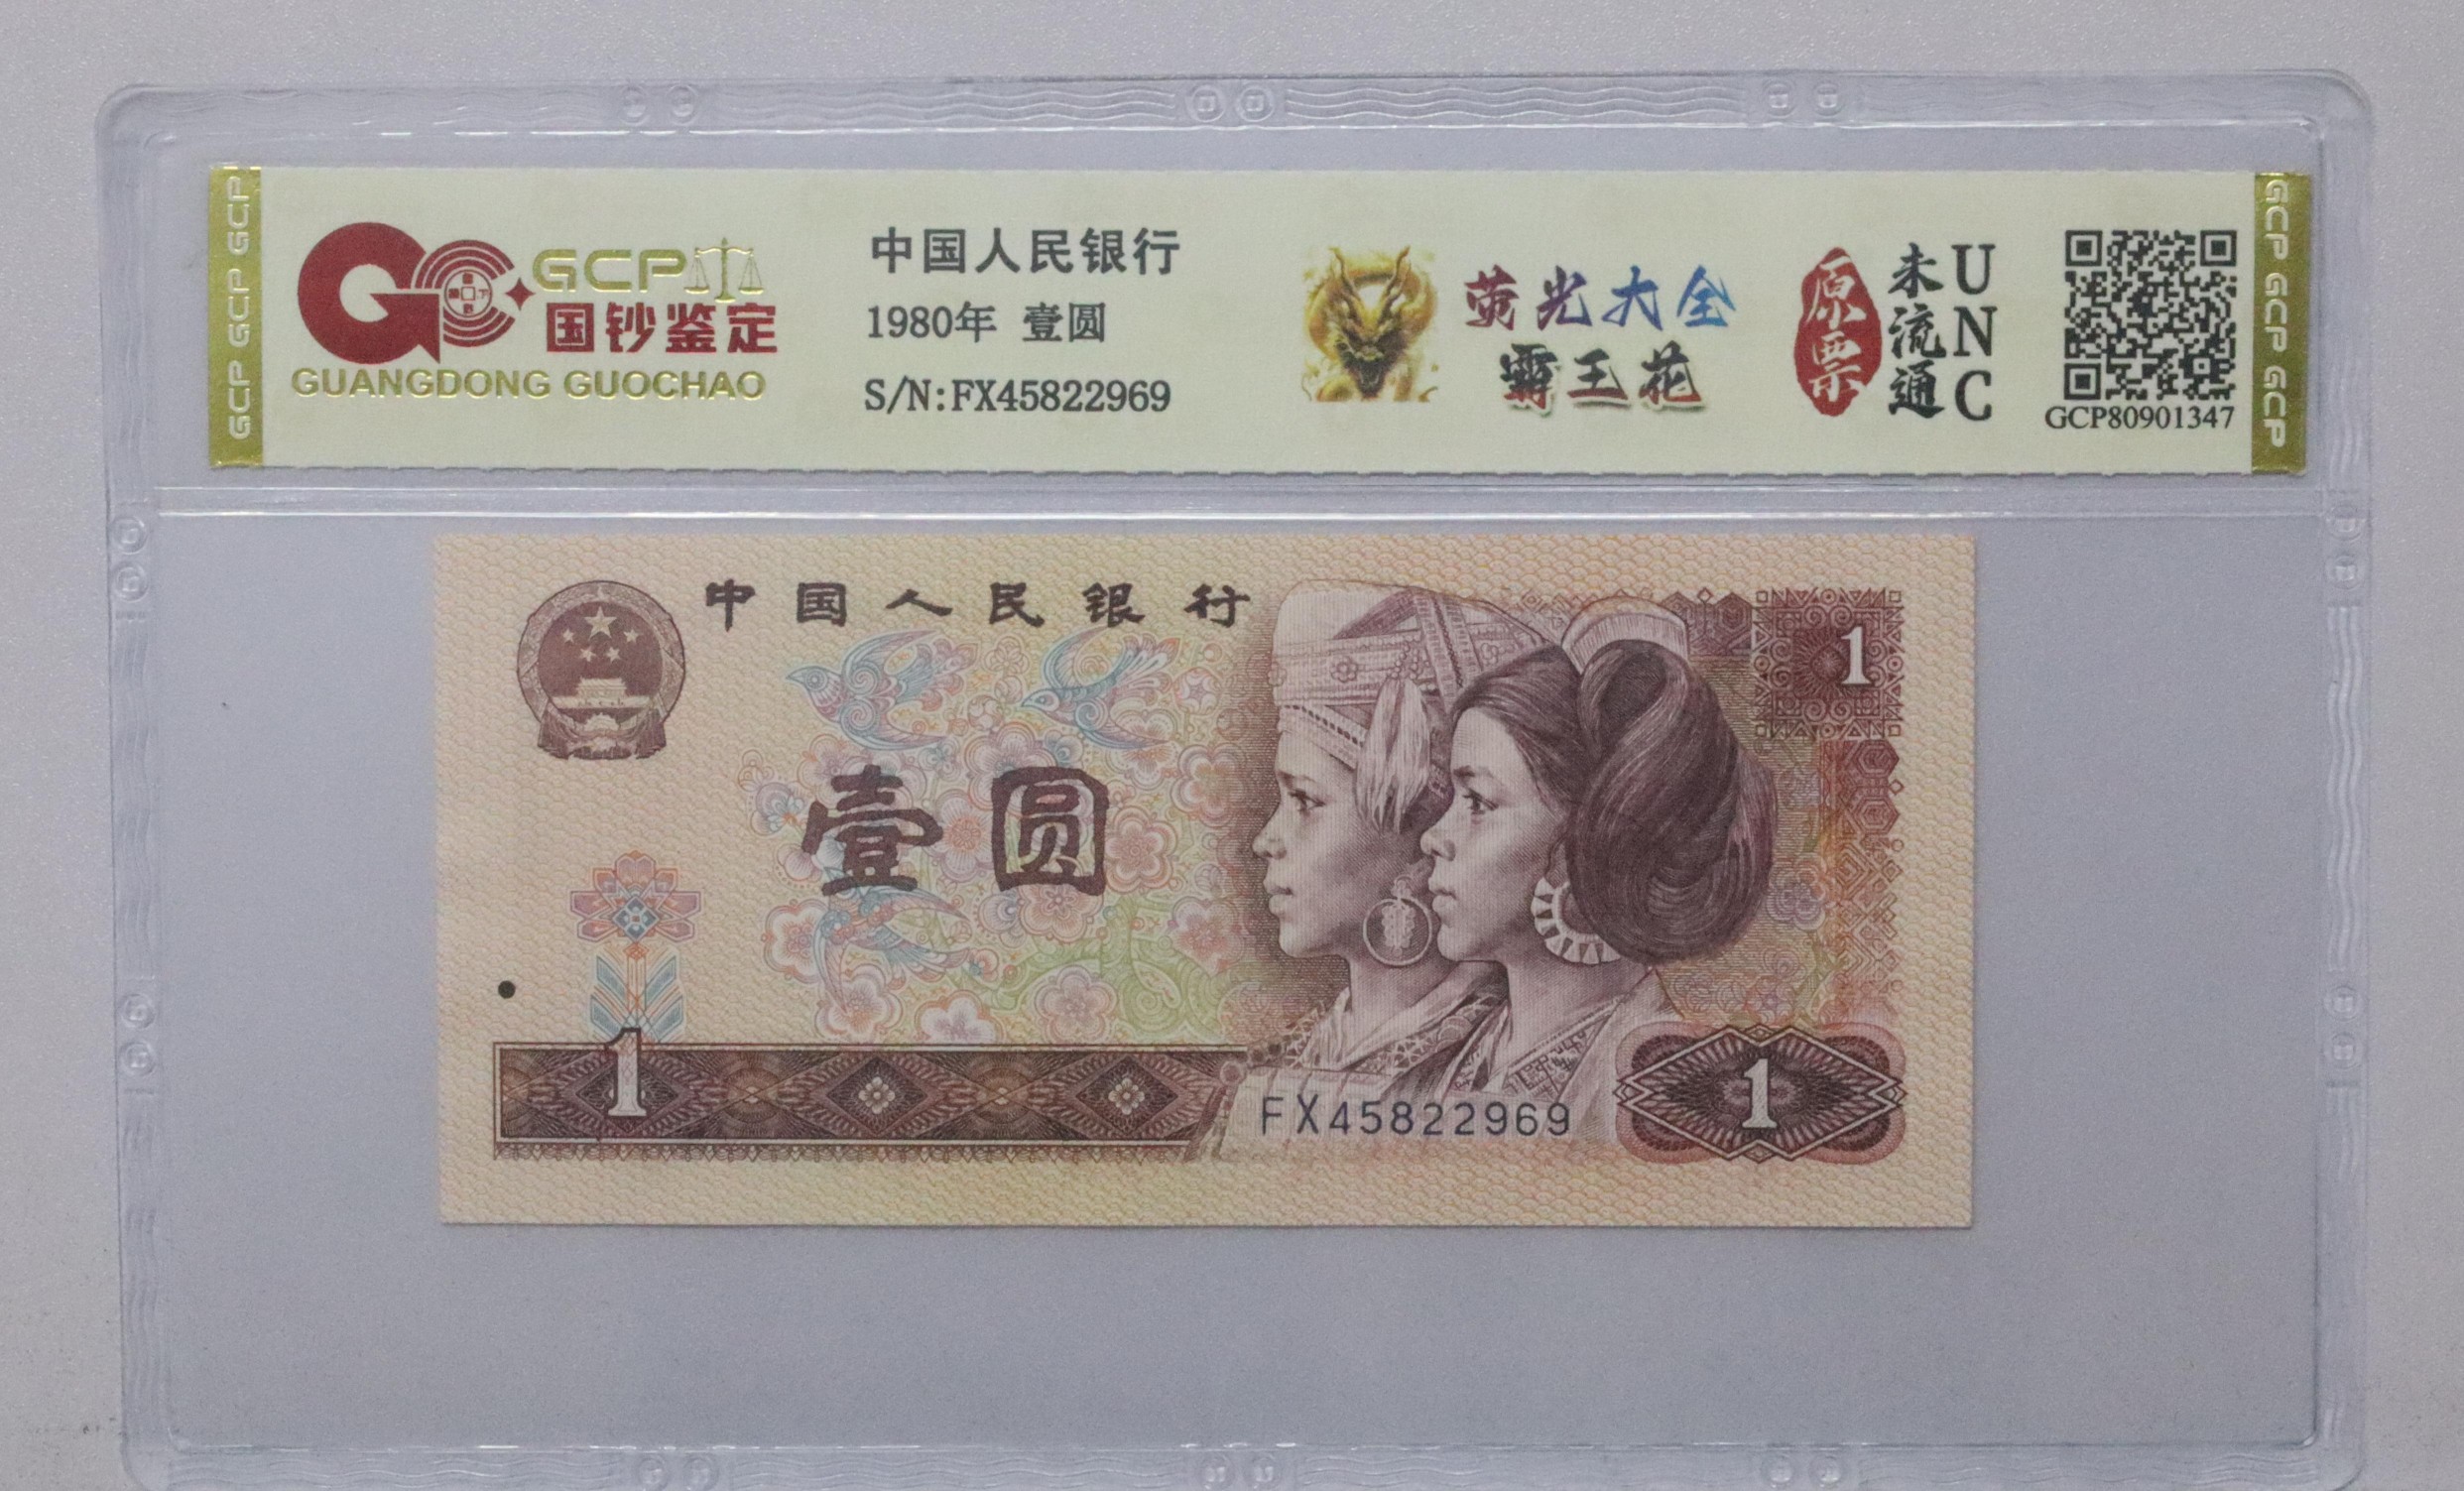 GCP GCP GCP
GCP
国钞鉴定
GUANGDONG GUOCHAO
中国人民银行
1980年 壹圆
S/N:FX45822969
荧光大全
霸王花
原票
未流通
UNC
GCP80901347
GCP GCP GCP
中国人民银行
1
壹圆
1
FX45822969
1